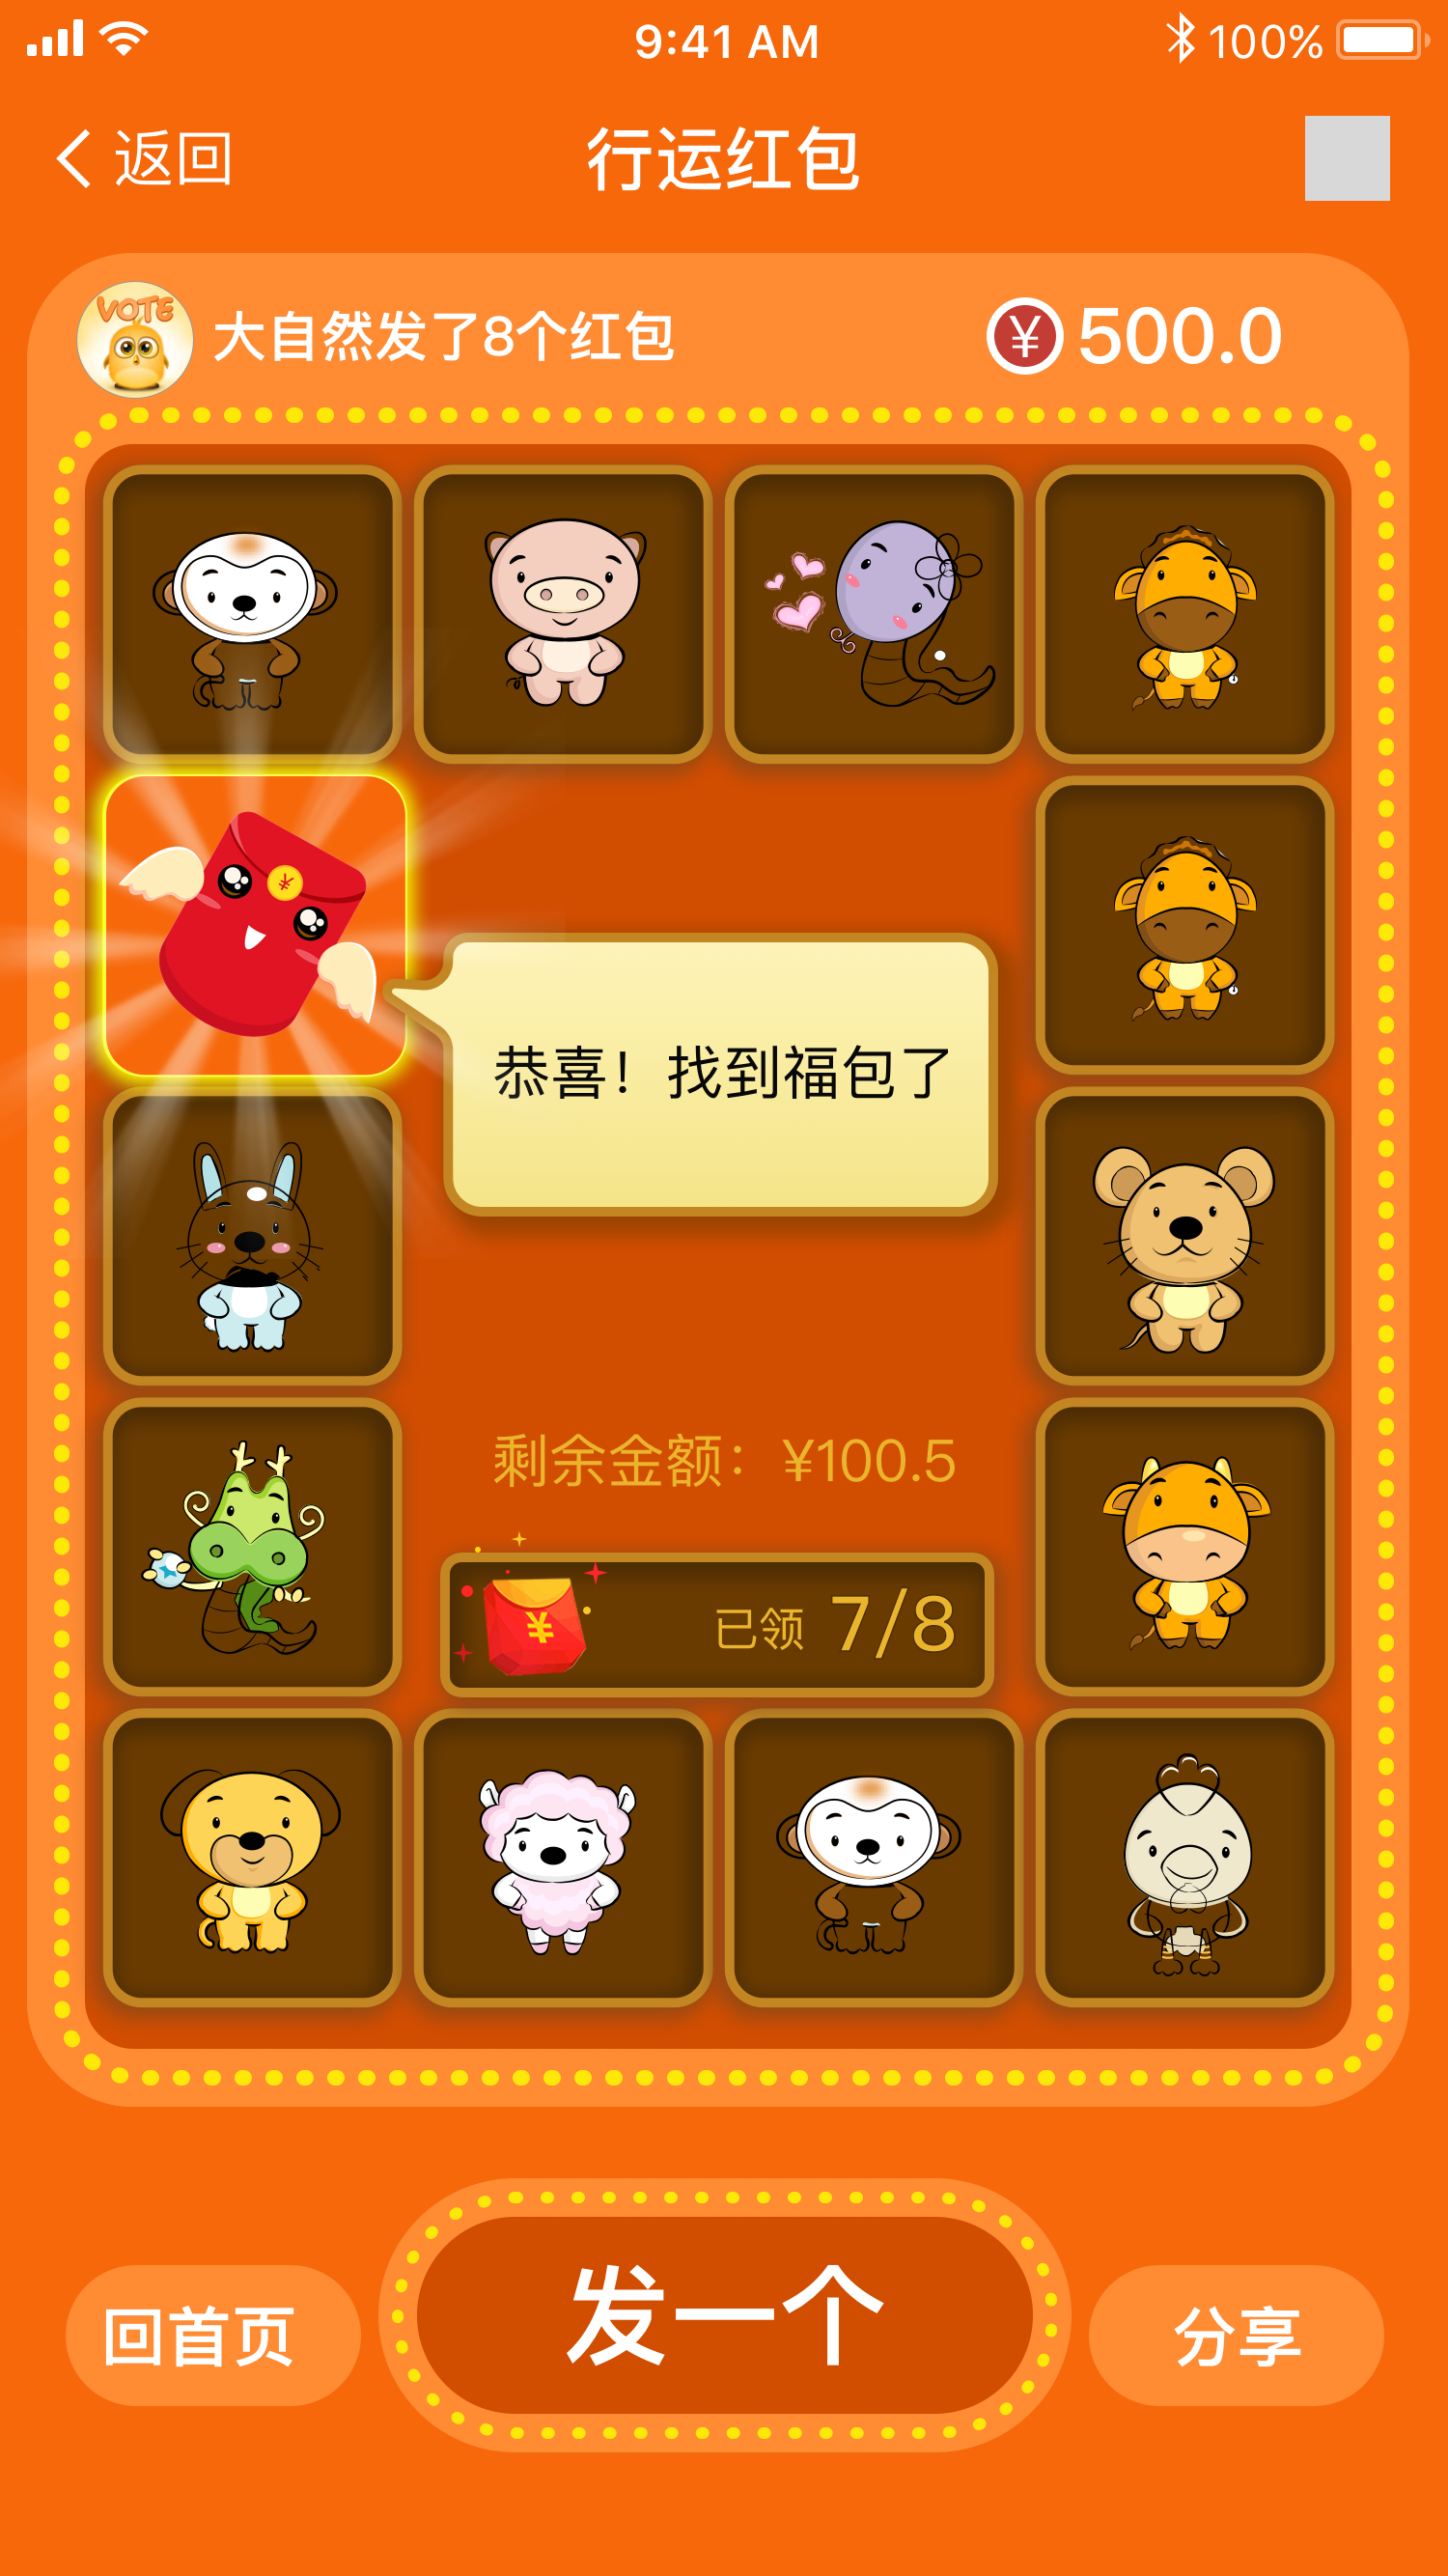 9:41 AM
100%
返回
行运红包
VOTE
大自然发了8个红包
¥ 500.0
¥
恭喜！找到福包了
剩余金额：¥100.5
¥
已领 7/8
发一个
回首页
分享